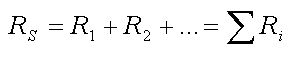 R_S = R_1 + R_2 + ... = ∑ R_i